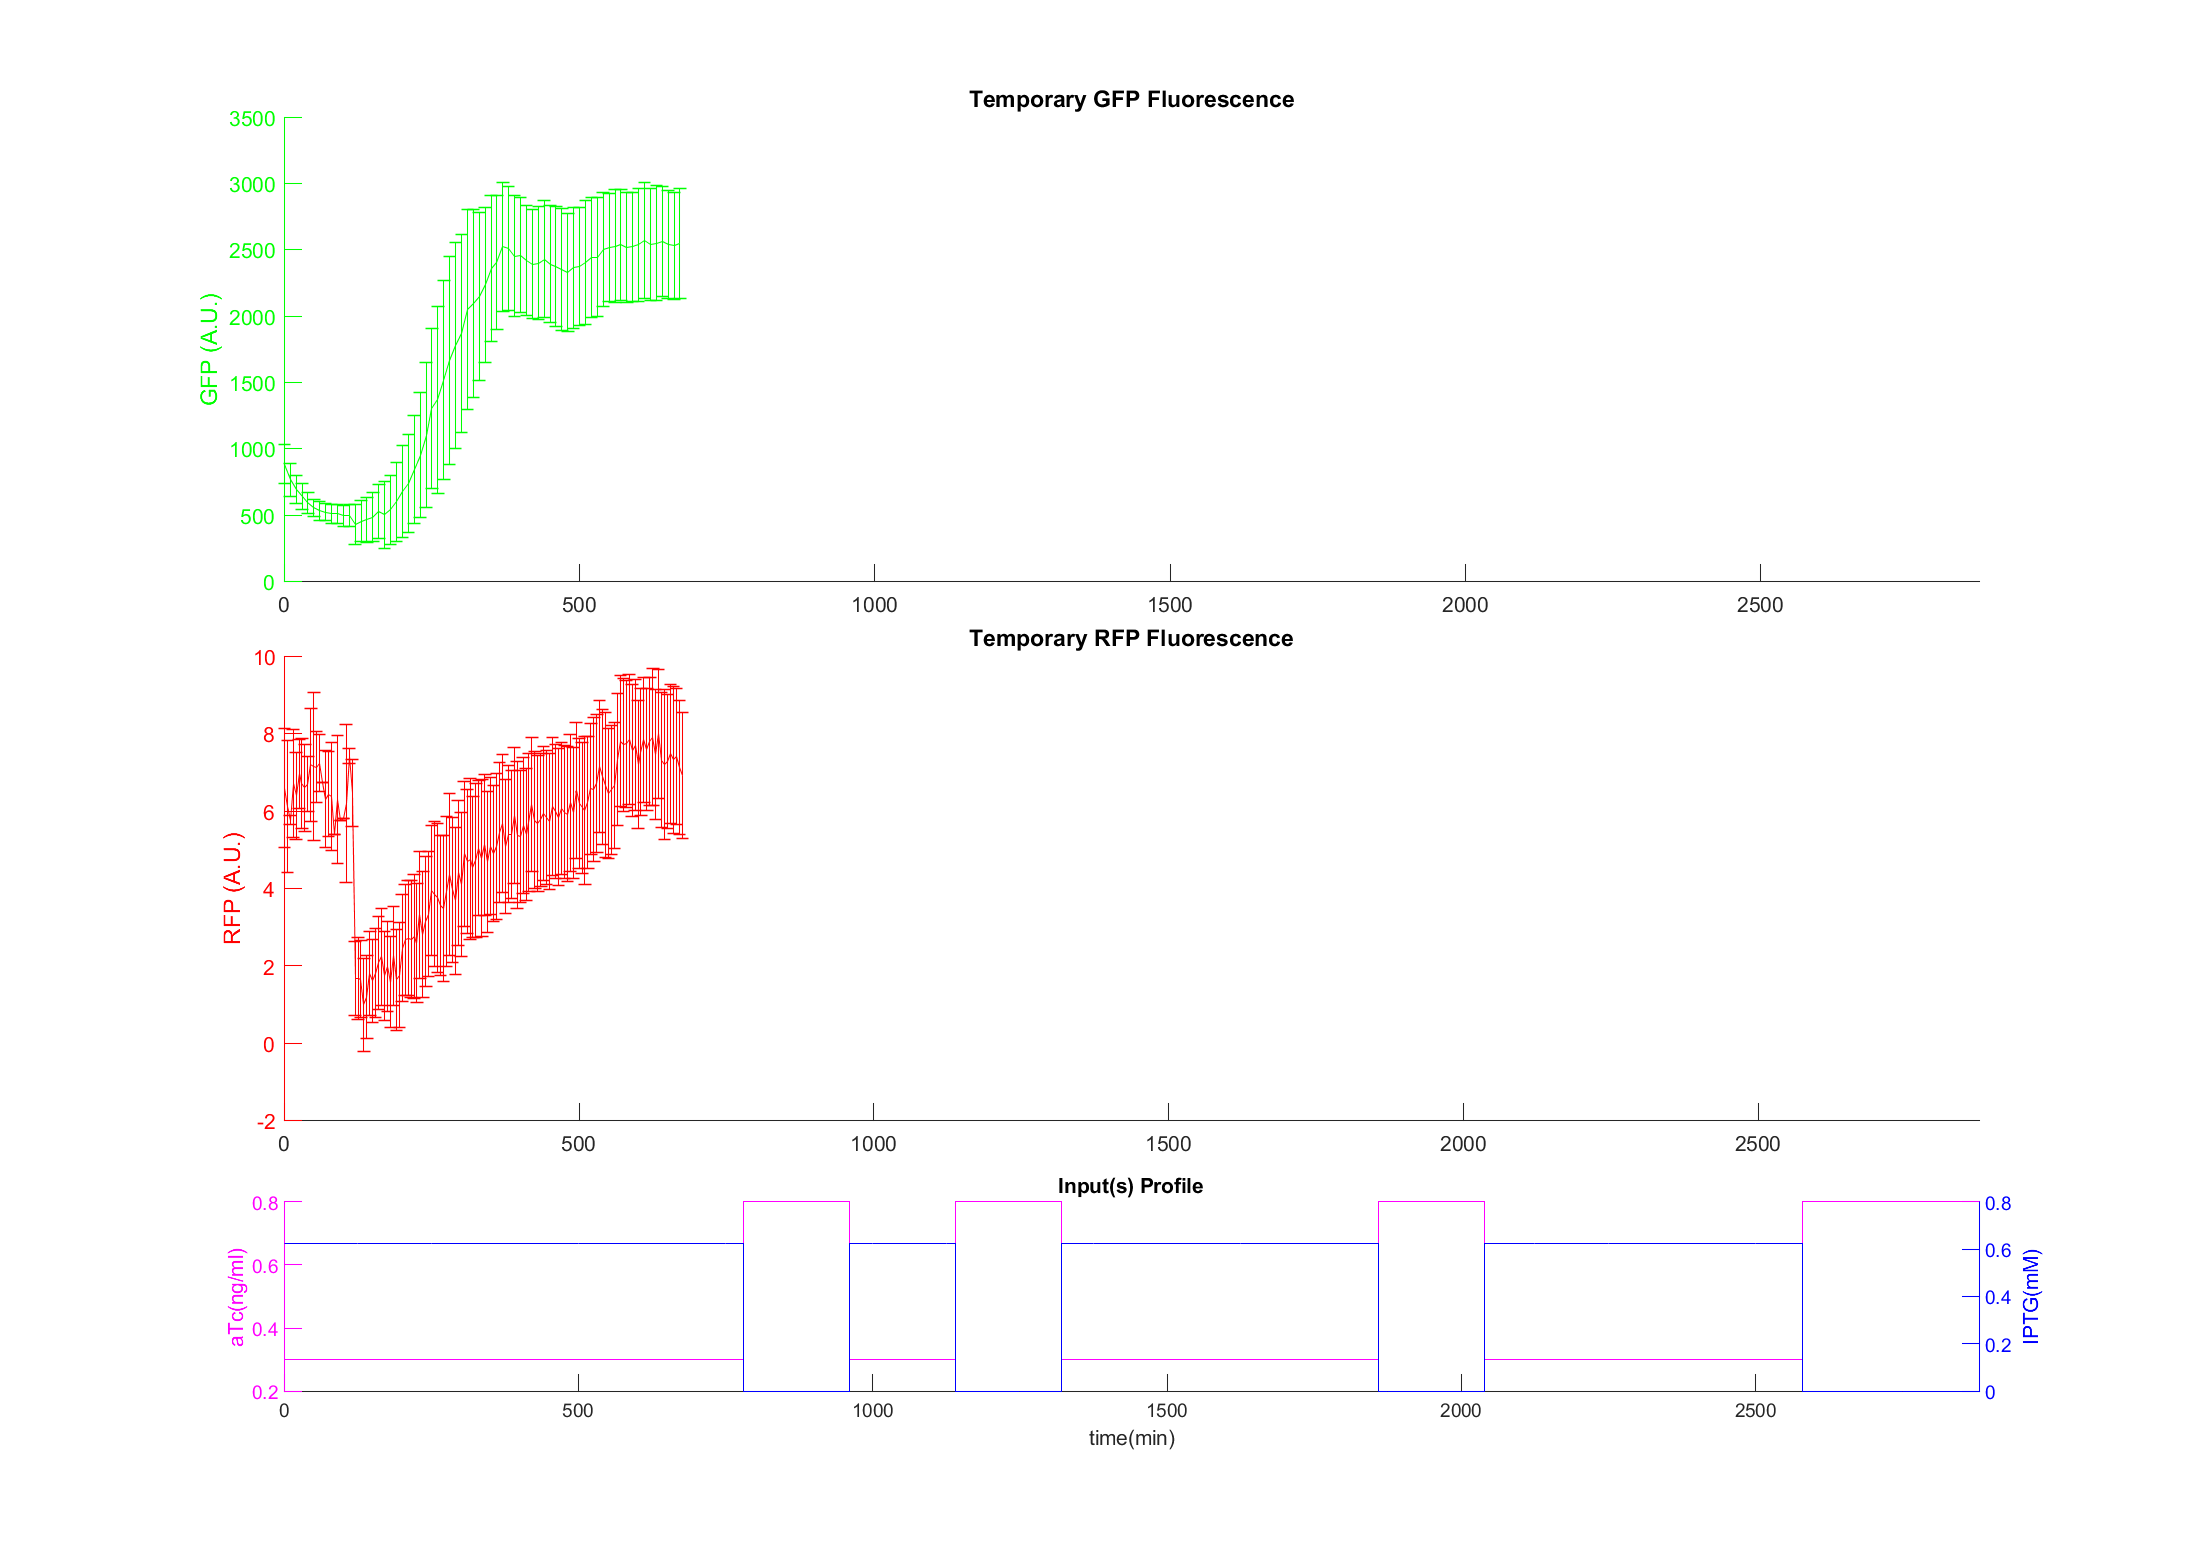 Temporary GFP Fluorescence
3500
3000
2500
2000
1500
1000
500
0
GFP (A.U.)
0 500 1000 1500 2000 2500
Temporary RFP Fluorescence
10
8
6
4
2
0
-2
RFP (A.U.)
0 500 1000 1500 2000 2500
Input(s) Profile
0.8
0.6
0.4
0.2
aTc(ng/ml)
0.8
0.6
0.4
0.2
0
IPTG(mM)
0 500 1000 1500 2000 2500
time(min)